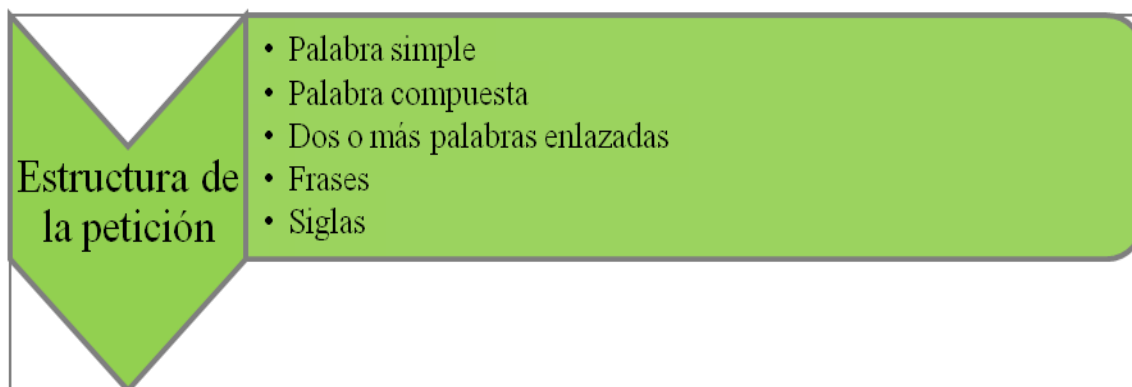 Estructura de
la petición
• Palabra simple
• Palabra compuesta
• Dos o más palabras enlazadas
• Frases
• Siglas